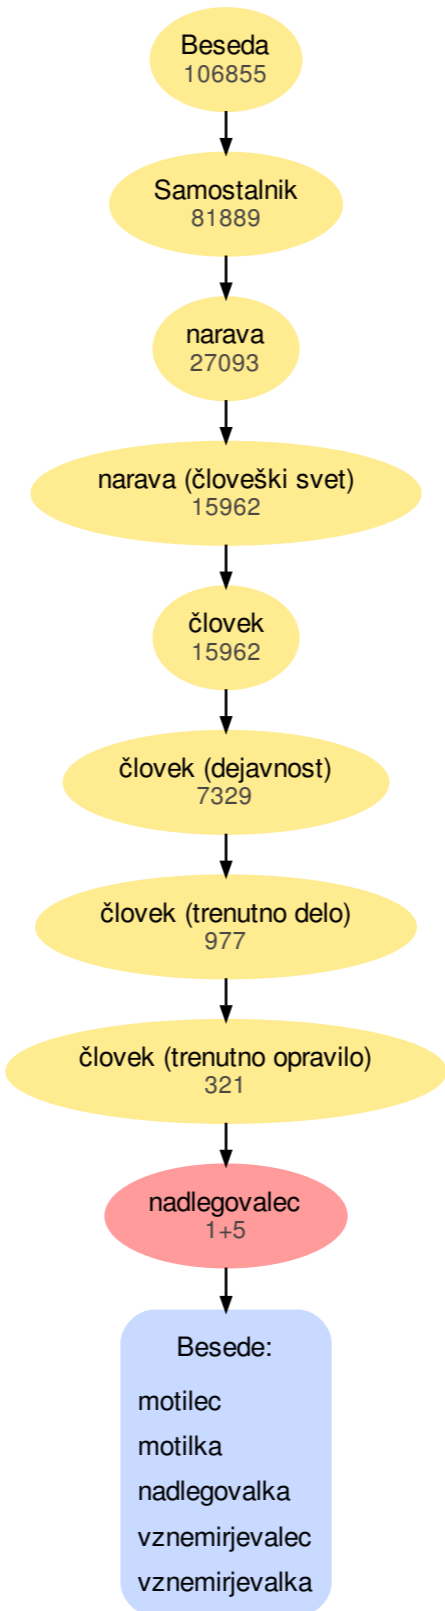 Beseda
106855
Samostalnik
81889
narava
27093
narava (človeški svet)
15962
človek
15962
človek (dejavnost)
7329
človek (trenutno delo)
977
človek (trenutno opravilo)
321
nadlegovalec
1+5
Besede:
motilec
motilka
nadlegovalka
vznemirjevalec
vznemirjevalka